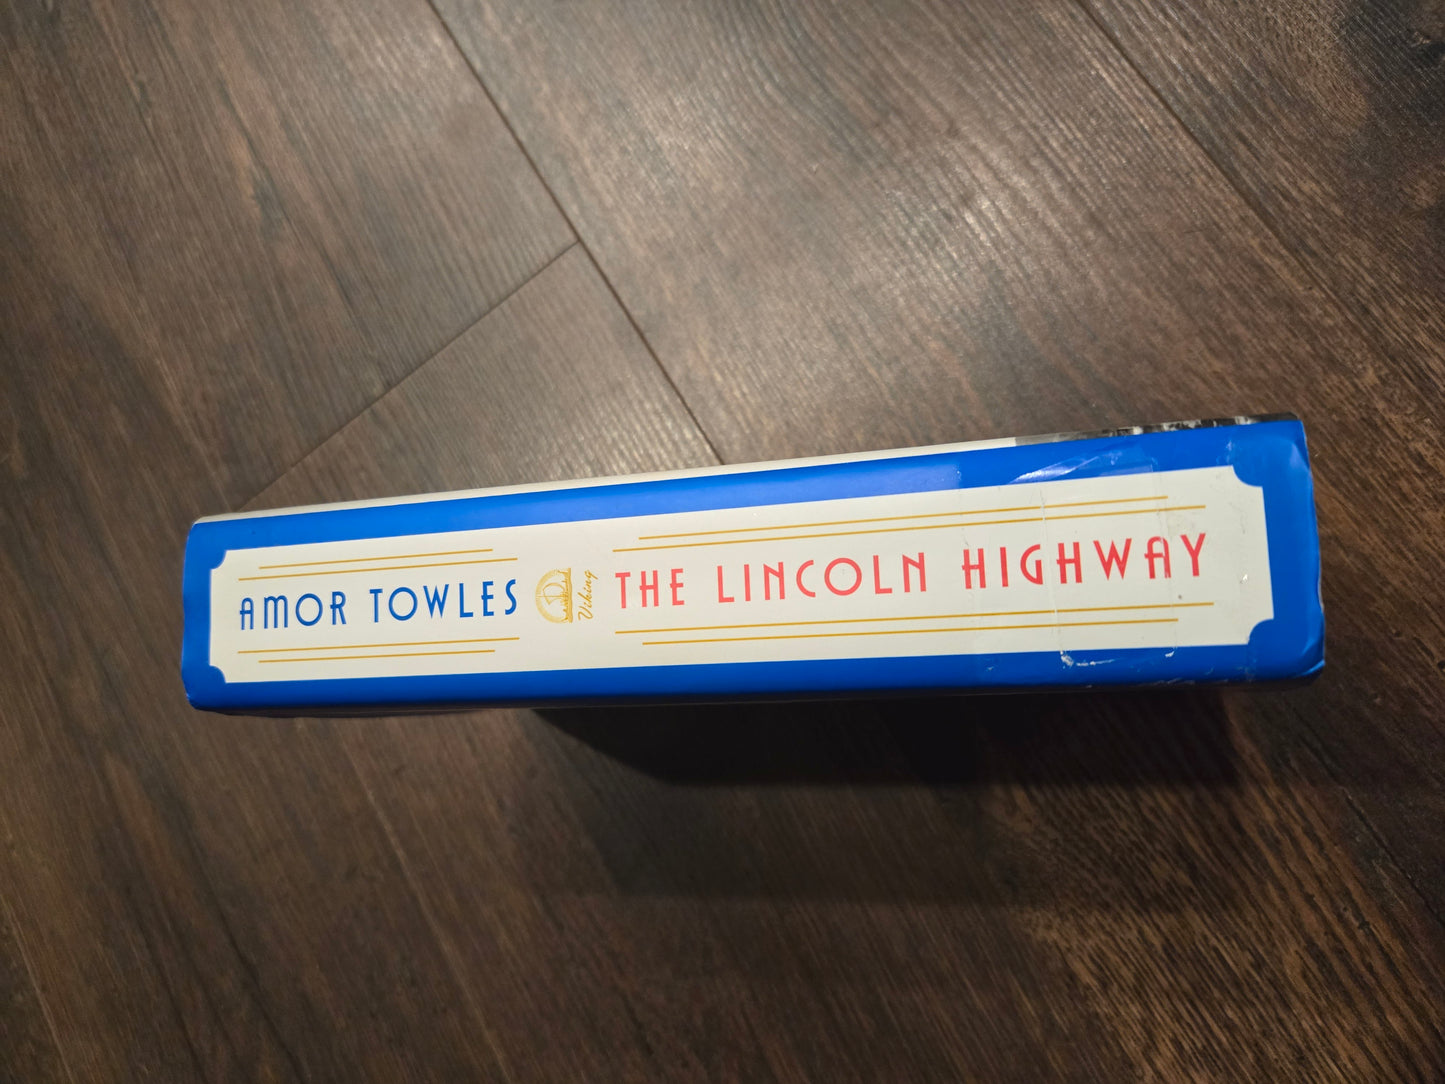 AMOR TOWLES
Viking
THE LINCOLN HIGHWAY